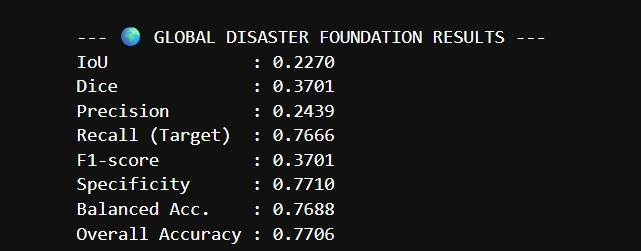 --- 🌍 GLOBAL DISASTER FOUNDATION RESULTS ---
IoU : 0.2270
Dice : 0.3701
Precision : 0.2439
Recall (Target) : 0.7666
F1-score : 0.3701
Specificity : 0.7710
Balanced Acc. : 0.7688
Overall Accuracy : 0.7706